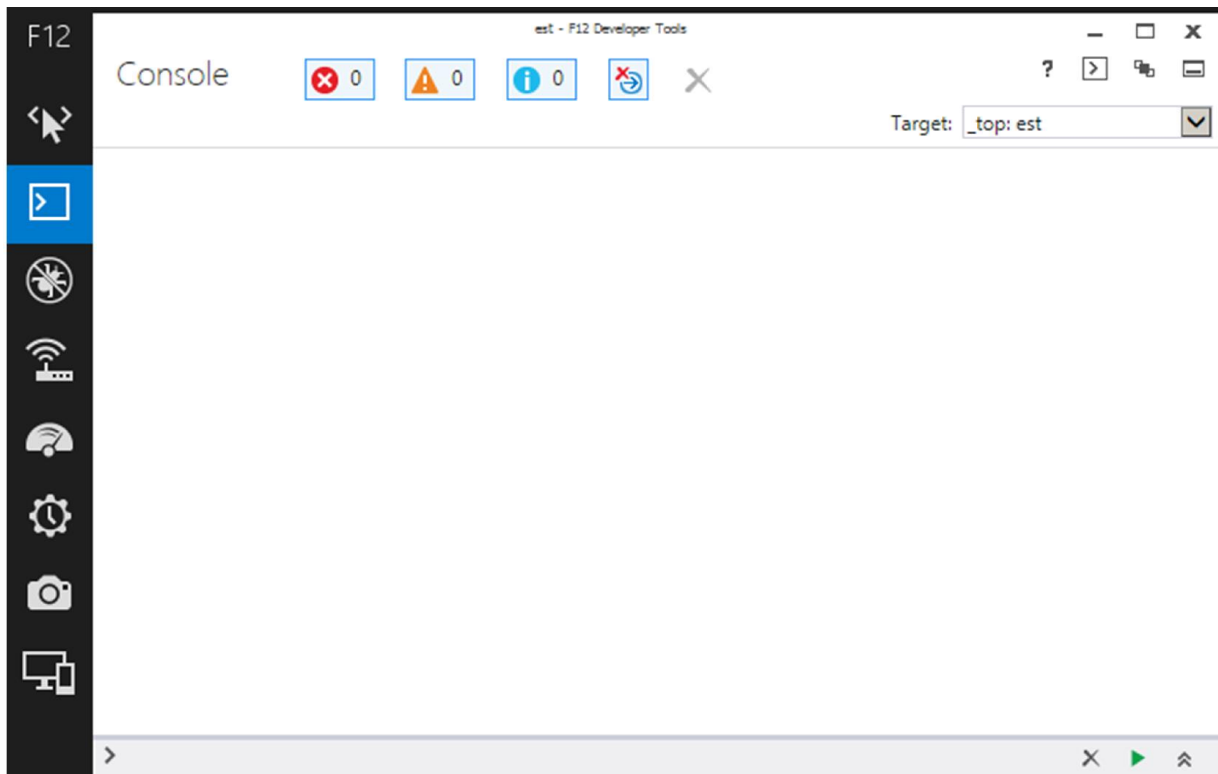 F12
est - F12 Developer Tools
Console
0
0
0
?
Target:
_top: est